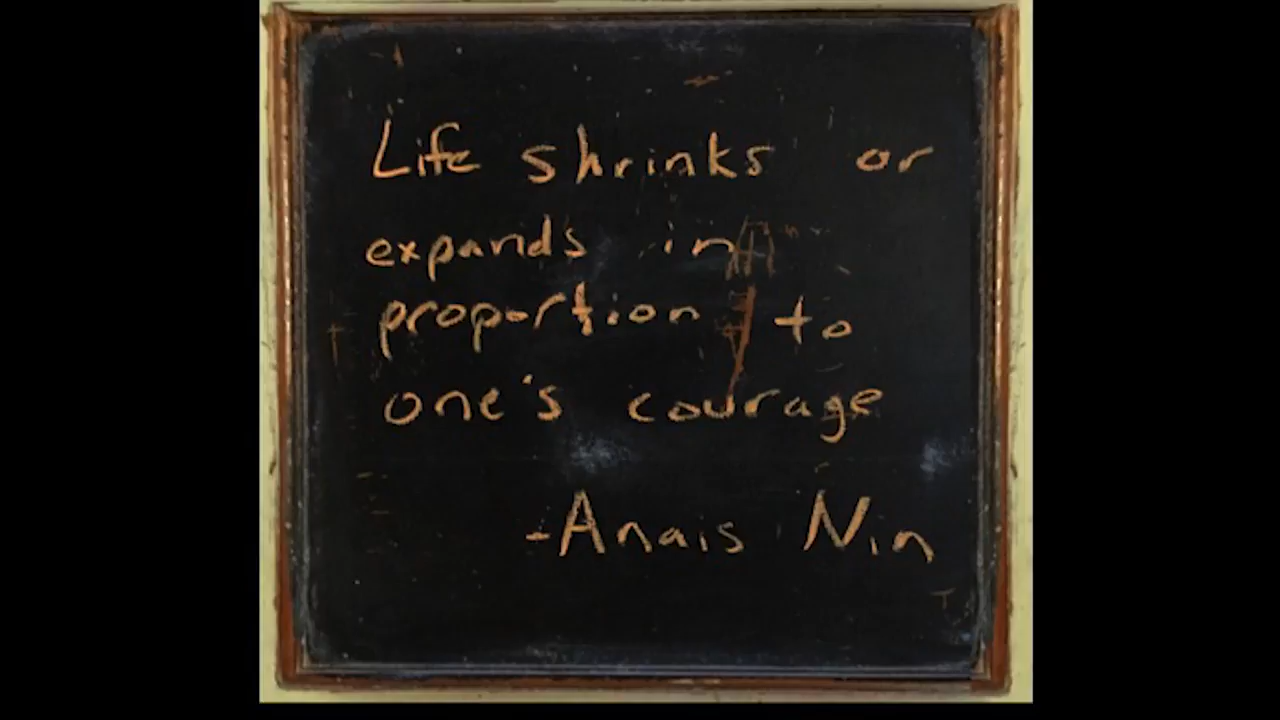 Life shrinks or
expands in
proportion to
one's courage
-Anais Nin